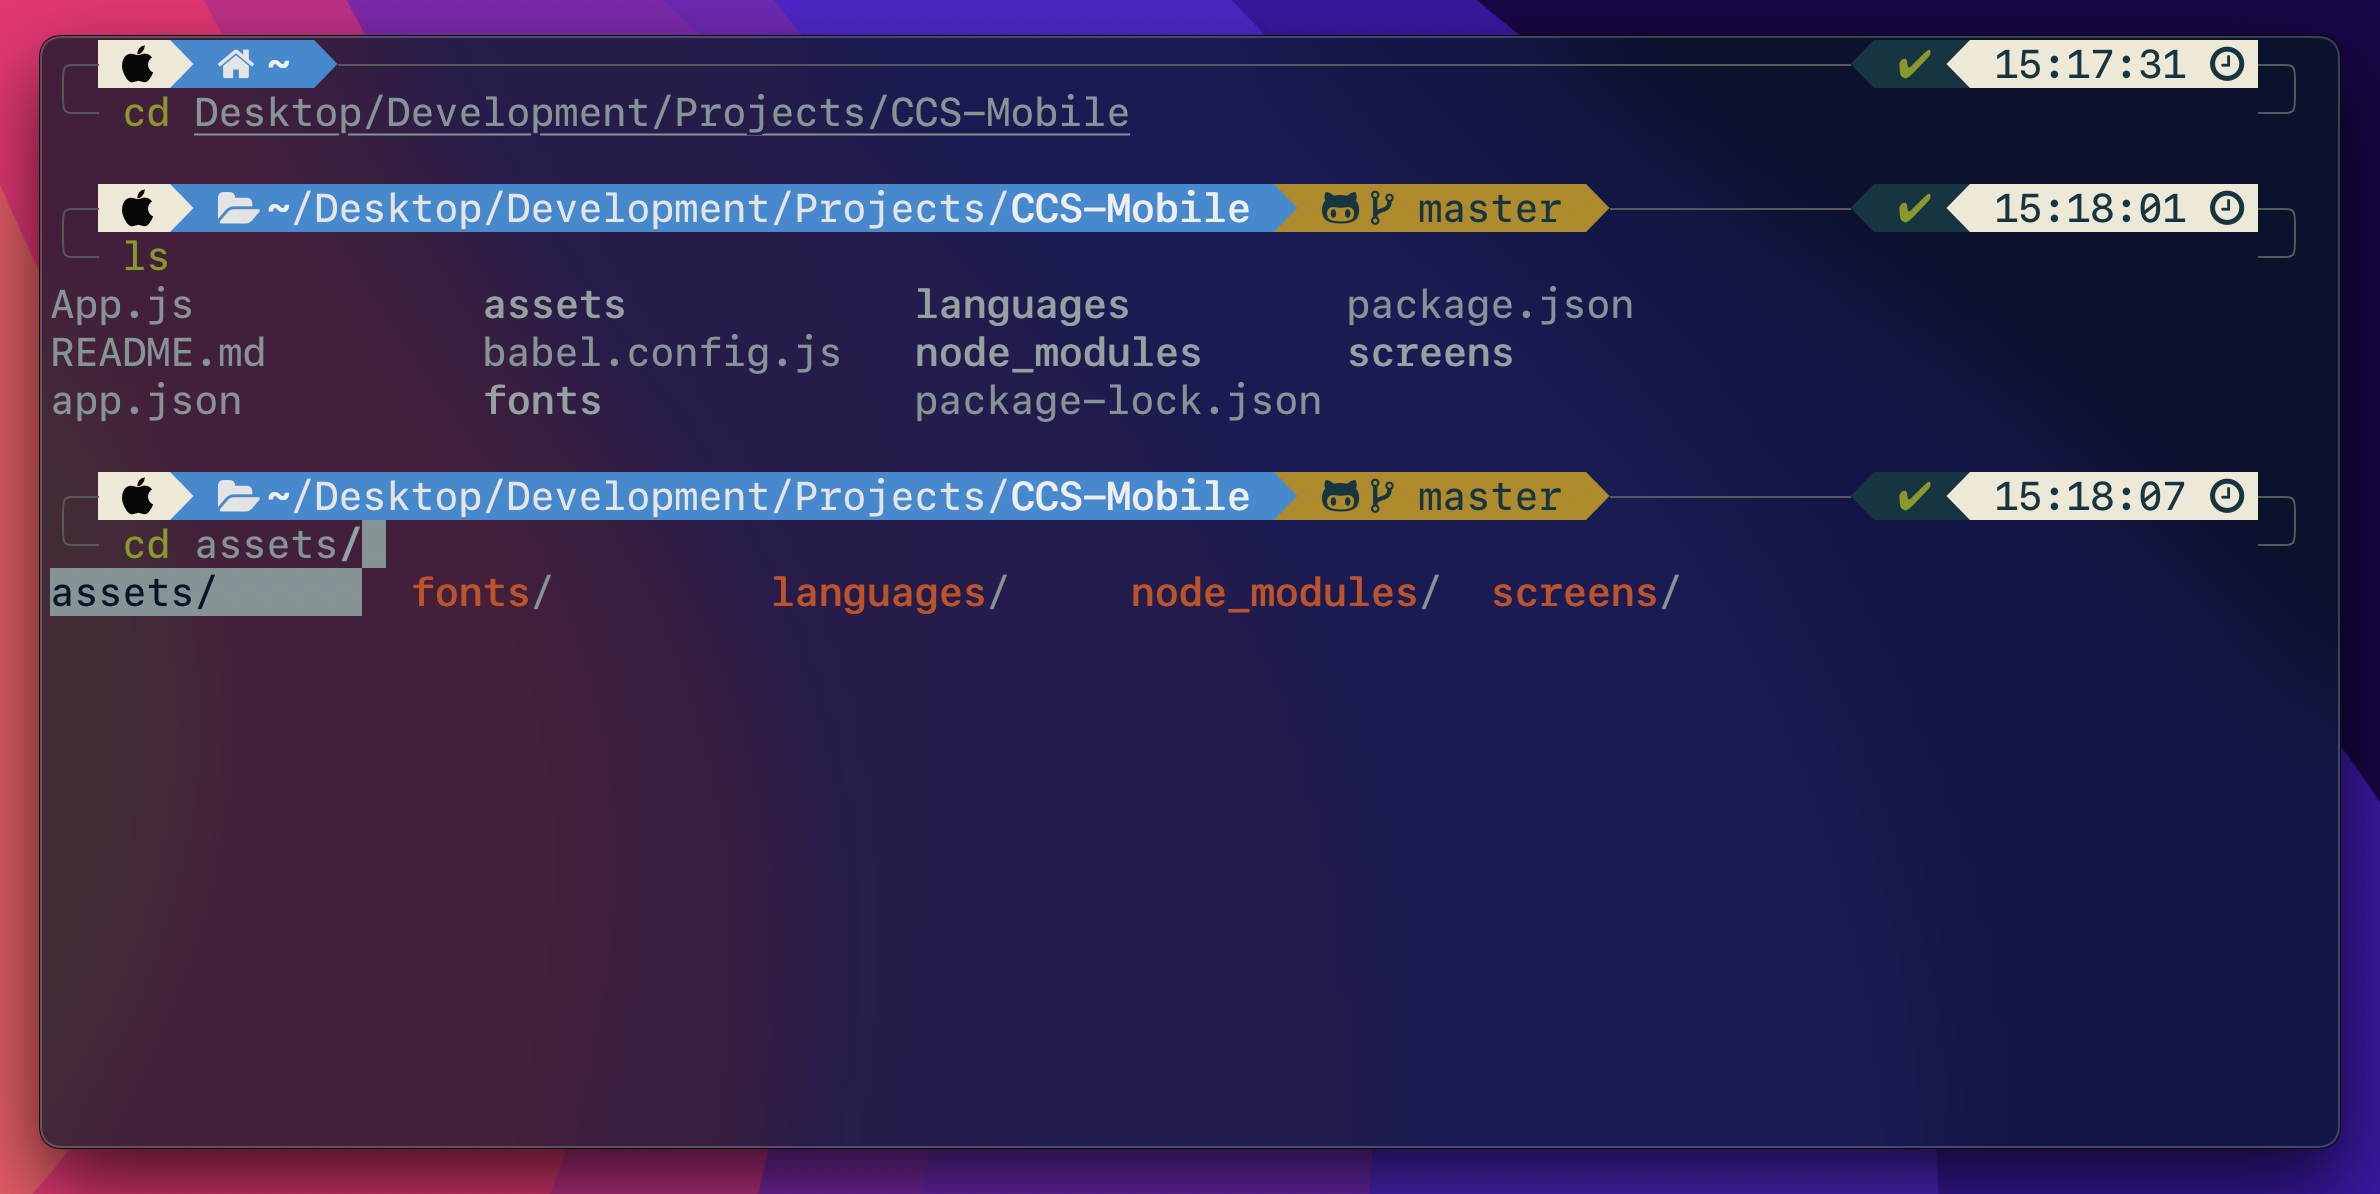 ~ ✔ 15:17:31
cd Desktop/Development/Projects/CCS-Mobile
~/Desktop/Development/Projects/CCS-Mobile master ✔ 15:18:01
ls
App.js assets languages package.json
README.md babel.config.js node_modules screens
app.json fonts package-lock.json
~/Desktop/Development/Projects/CCS-Mobile master ✔ 15:18:07
cd assets/
assets/ fonts/ languages/ node_modules/ screens/